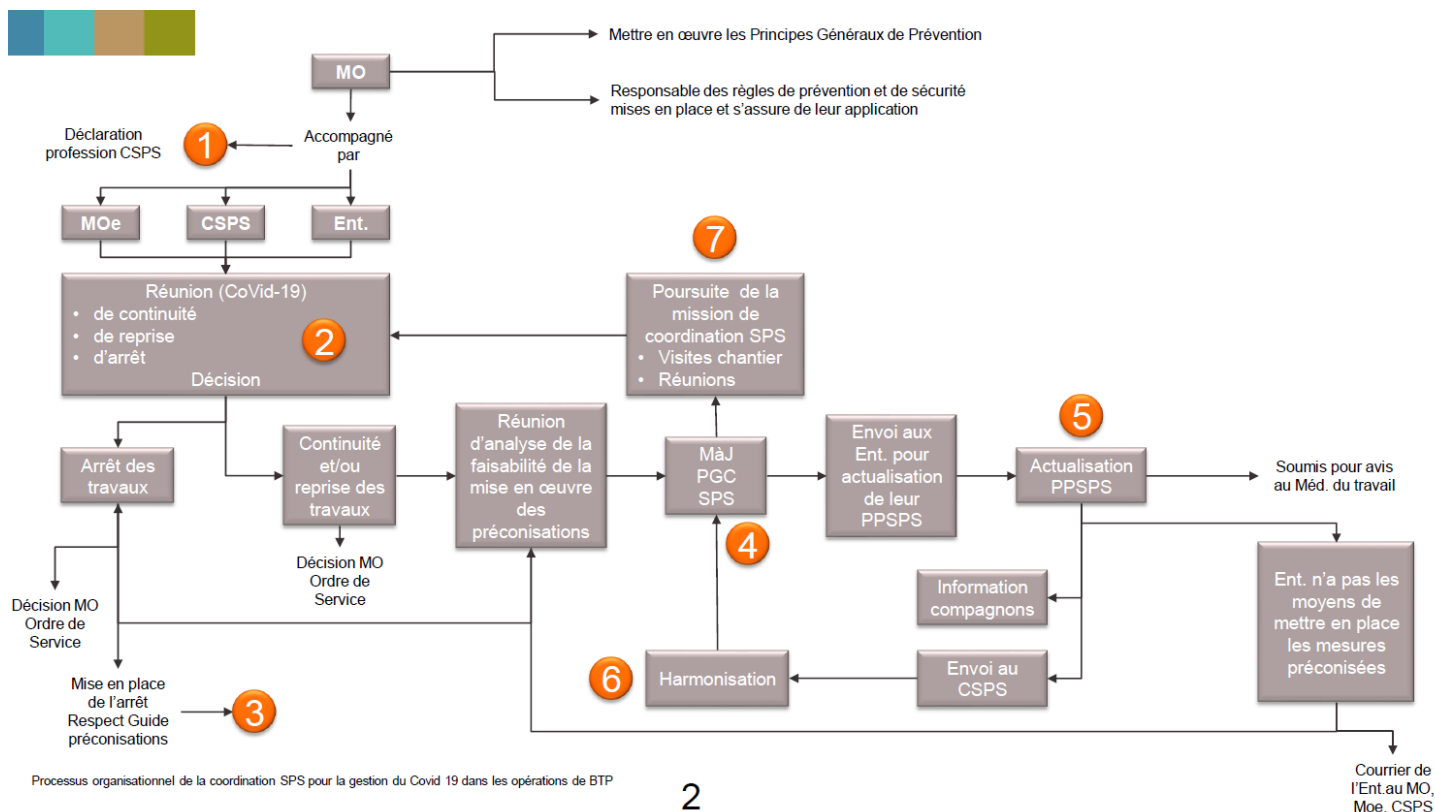 Mettre en œuvre les Principes Généraux de Prévention
MO
Responsable des règles de prévention et de sécurité
mises en place et s'assure de leur application
Déclaration
profession CSPS
1
Accompagné
par
MOe
CSPS
Ent.
7
Réunion (CoVid-19)
• de continuité
• de reprise
• d'arrêt
Décision
2
Poursuite de la
mission de
coordination SPS
• Visites chantier
• Réunions
Arrêt des
travaux
Continuité
et/ou
reprise des
travaux
Réunion
d'analyse de la
faisabilité de la
mise en œuvre
des
préconisations
MàJ
PGC
SPS
4
Envoi aux
Ent. pour
actualisation
de leur
PPSPS
5
Actualisation
PPSPS
Soumis pour avis
au Méd. du travail
Décision MO
Ordre de
Service
Décision MO
Ordre de
Service
Information
compagnons
Ent. n'a pas les
moyens de
mettre en place
les mesures
préconisées
6
Harmonisation
Envoi au
CSPS
Mise en place
de l'arrêt
Respect Guide
préconisations
3
Processus organisationnel de la coordination SPS pour la gestion du Covid 19 dans les opérations de BTP
2
Courrier de
l'Ent.au MO,
Moe, CSPS